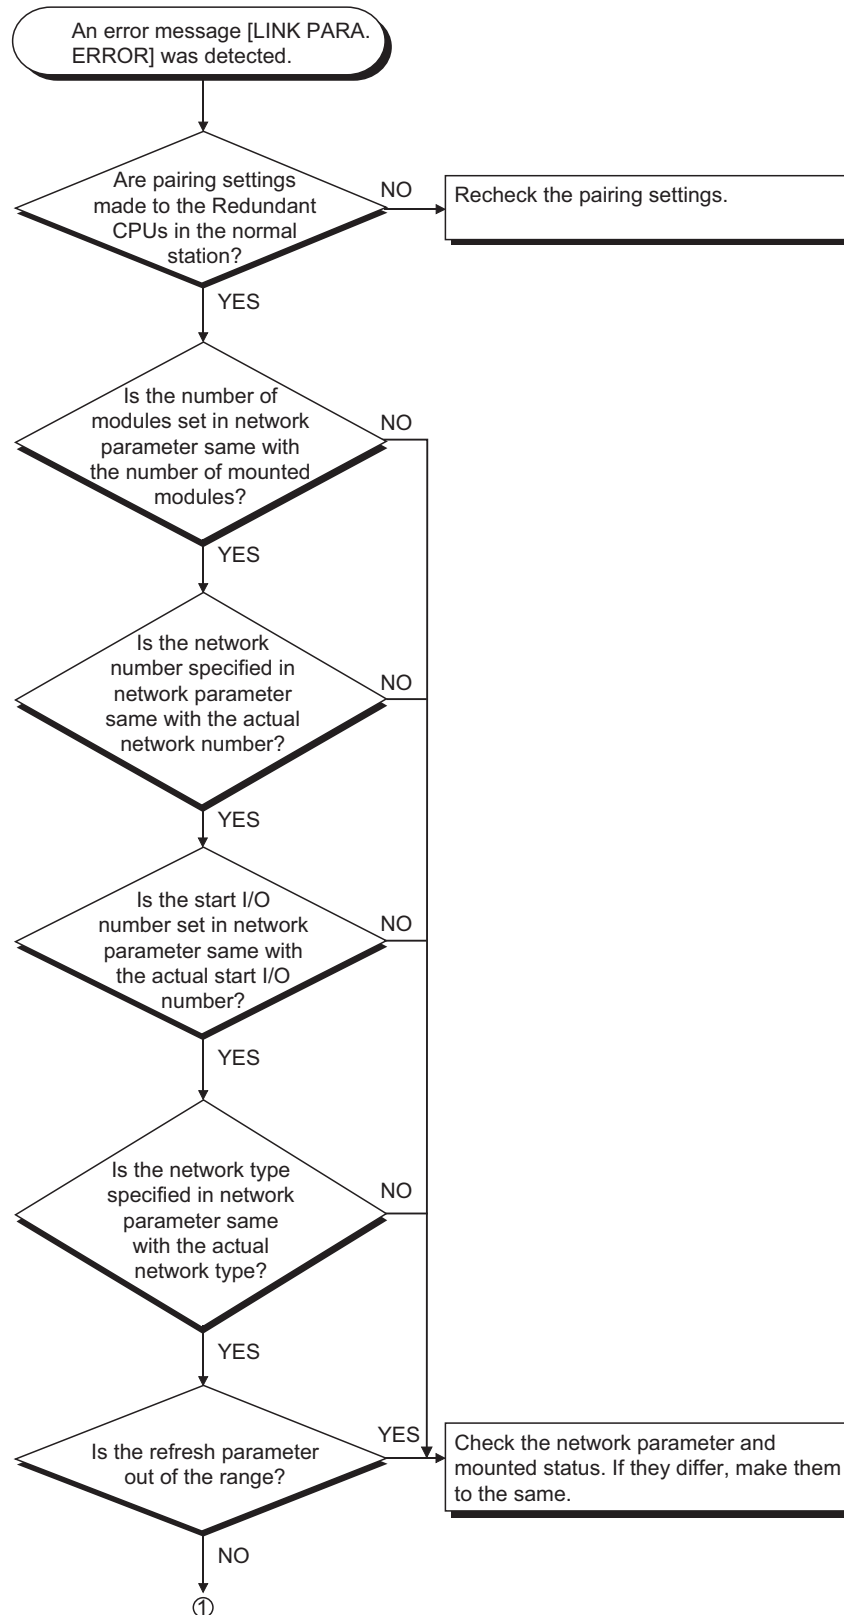 An error message [LINK PARA.
ERROR] was detected.
Are pairing settings
made to the Redundant
CPUs in the normal
station?
NO
Recheck the pairing settings.
YES
Is the number of
modules set in network
parameter same with
the number of mounted
modules?
NO
YES
Is the network
number specified in
network parameter
same with the actual
network number?
NO
YES
Is the start I/O
number set in network
parameter same with
the actual start I/O
number?
NO
YES
Is the network type
specified in network
parameter same
with the actual
network type?
NO
YES
Is the refresh parameter
out of the range?
YES
Check the network parameter and
mounted status. If they differ, make them
to the same.
NO
①